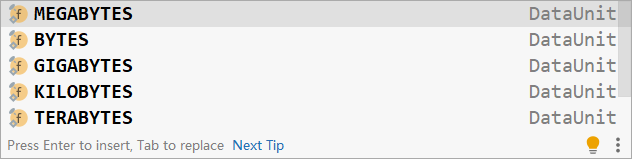 MEGABYTES DataUnit
BYTES DataUnit
GIGABYTES DataUnit
KILOBYTES DataUnit
TERABYTES DataUnit
Press Enter to insert, Tab to replace Next Tip